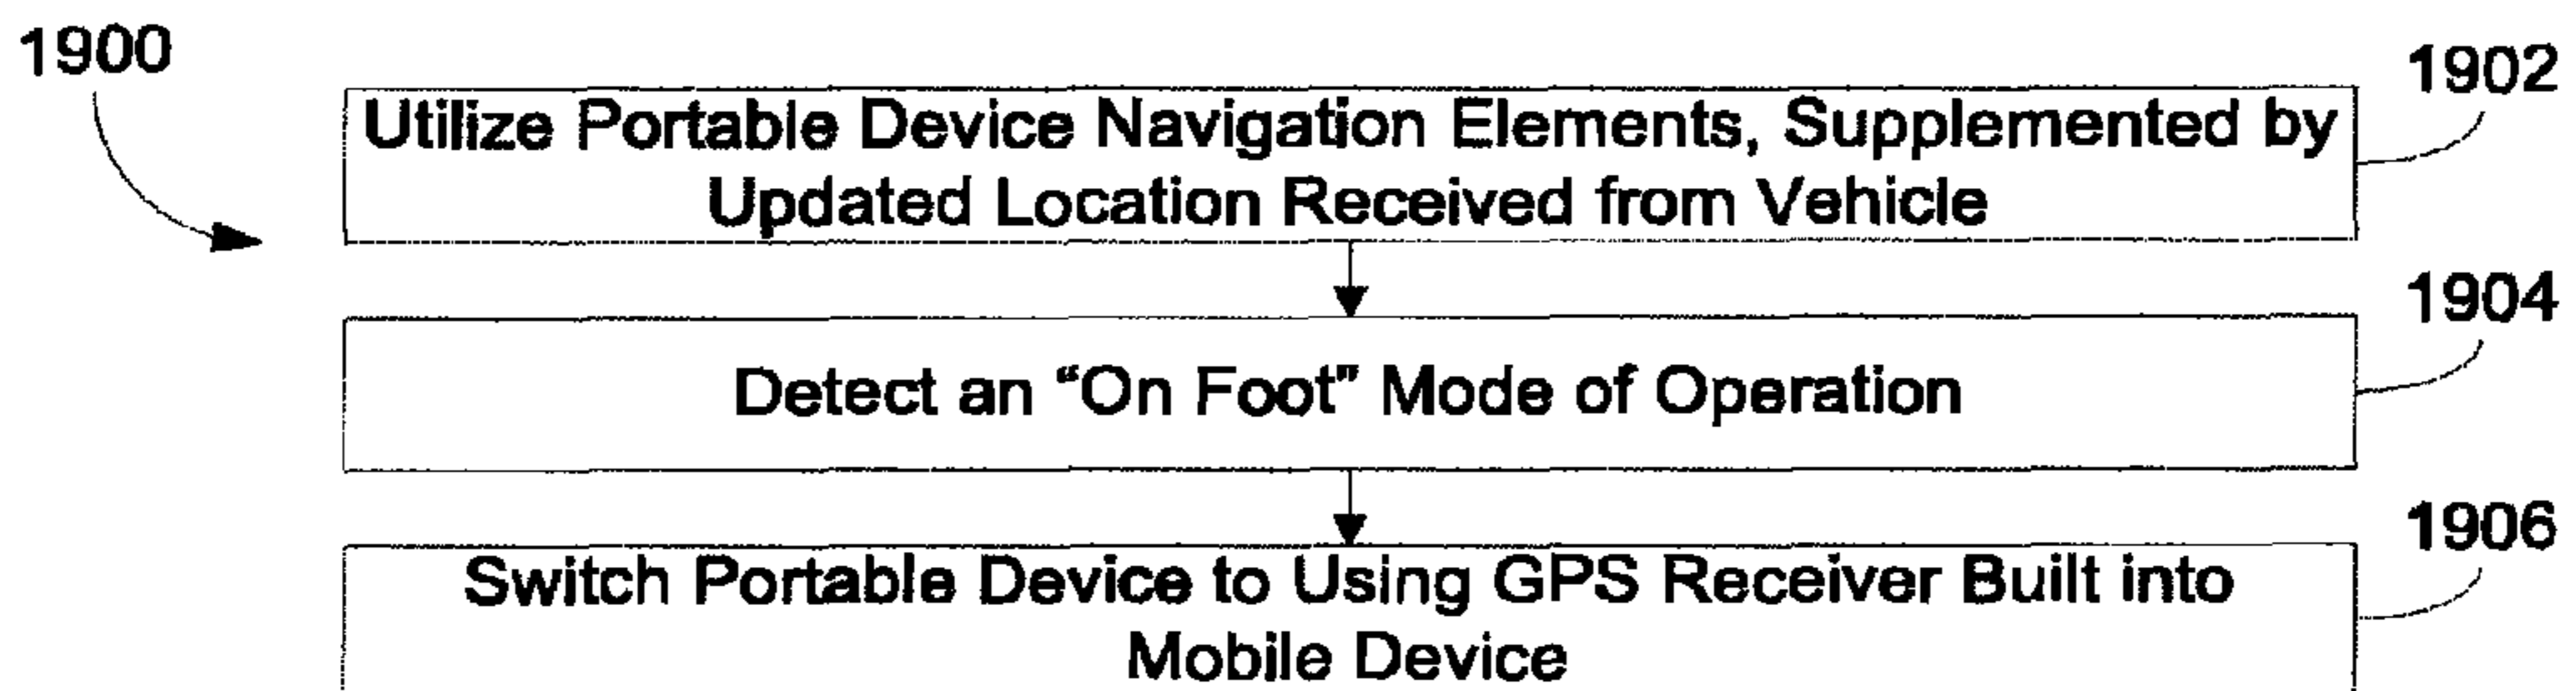 1900
1902
Utilize Portable Device Navigation Elements, Supplemented by
Updated Location Received from Vehicle
1904
Detect an “On Foot” Mode of Operation
1906
Switch Portable Device to Using GPS Receiver Built into
Mobile Device